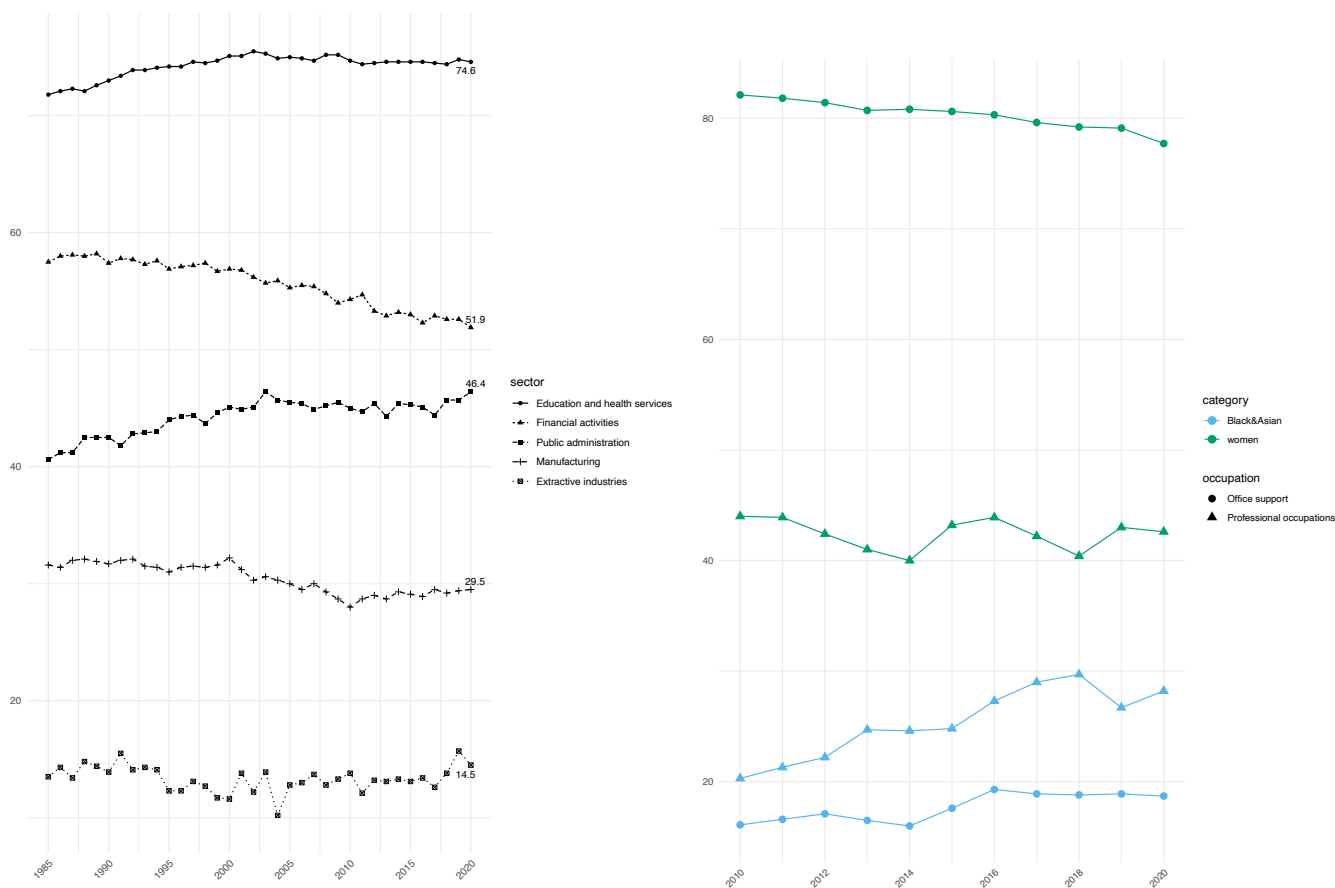 74.6
60
51.9
46.4
40
29.5
20
14.5
1985
1990
1995
2000
2005
2010
2015
2020
sector
Education and health services
Financial activities
Public administration
Manufacturing
Extractive industries
80
60
40
20
2010
2012
2014
2016
2018
2020
category
Black&Asian
women
occupation
Office support
Professional occupations